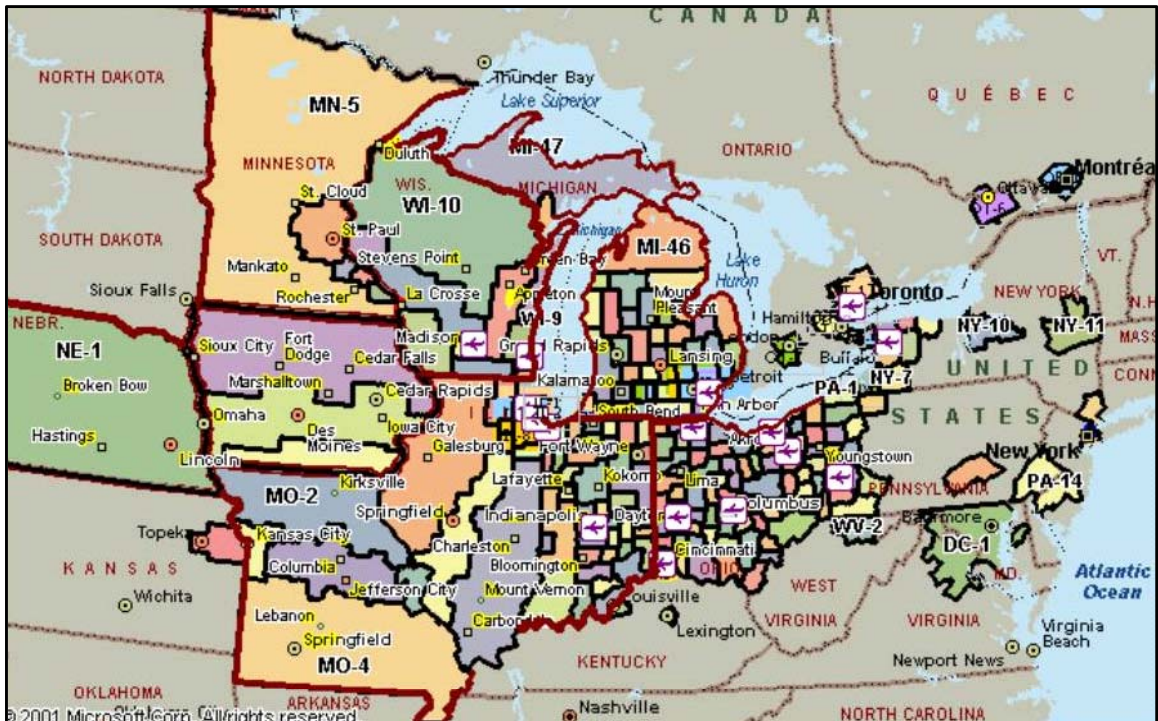 CANADA
NORTH DAKOTA
Thunder Bay
MN-5
Lake Superior
QUÉBEC
Duluth
MI-47
ONTARIO
Montréa
MINNESOTA
WIS.
MICHIGAN
Ottawa
St. Cloud
WI-10
SOUTH DAKOTA
St. Paul
Michigan
MI-46
Stevens Point
Lake
Huron
VT.
Mankato
Green Bay
Sioux Falls
Rochester
La Crosse
Appleton
Mount
Pleasant
Toronto
NEW YORK
N.H
NEBR.
Madison
WI-9
Hamilton
NY-10
NY-11
MASS
NE-1
Sioux City
Fort
Dodge
Cedar Falls
Grand Rapids
Lansing
Buffalo
UNITED
CONN
Broken Bow
Marshalltown
Cedar Rapids
Kalamazoo
Detroit
PA-1
NY-7
Omaha
Iowa City
South Bend
n Arbor
STATES
Hastings
Des
Moines
Galesburg
Fort Wayne
Lincoln
Lafayette
Kokomo
Lima
Youngstown
New York
MO-2
Kirksville
PENNSYLVANIA
PA-14
Springfield
Indianapolis
Dayton
Columbus
WV-2
Baltimore
Topeka
Kansas City
Charleston
Cincinnati
DC-1
KANSAS
Columbia
Bloomington
OHIO
MD.
Atlantic
Ocean
Jefferson City
Mount Vernon
WEST
VIRGINIA
VIRGINIA
Wichita
Lebanon
Louisville
Lexington
Springfield
Virginia
Beach
MO-4
KENTUCKY
Newport News
OKLAHOMA
ARKANSAS
Nashville
NORTH CAROLINA
© 2001 Microsoft Corp. All rights reserved.